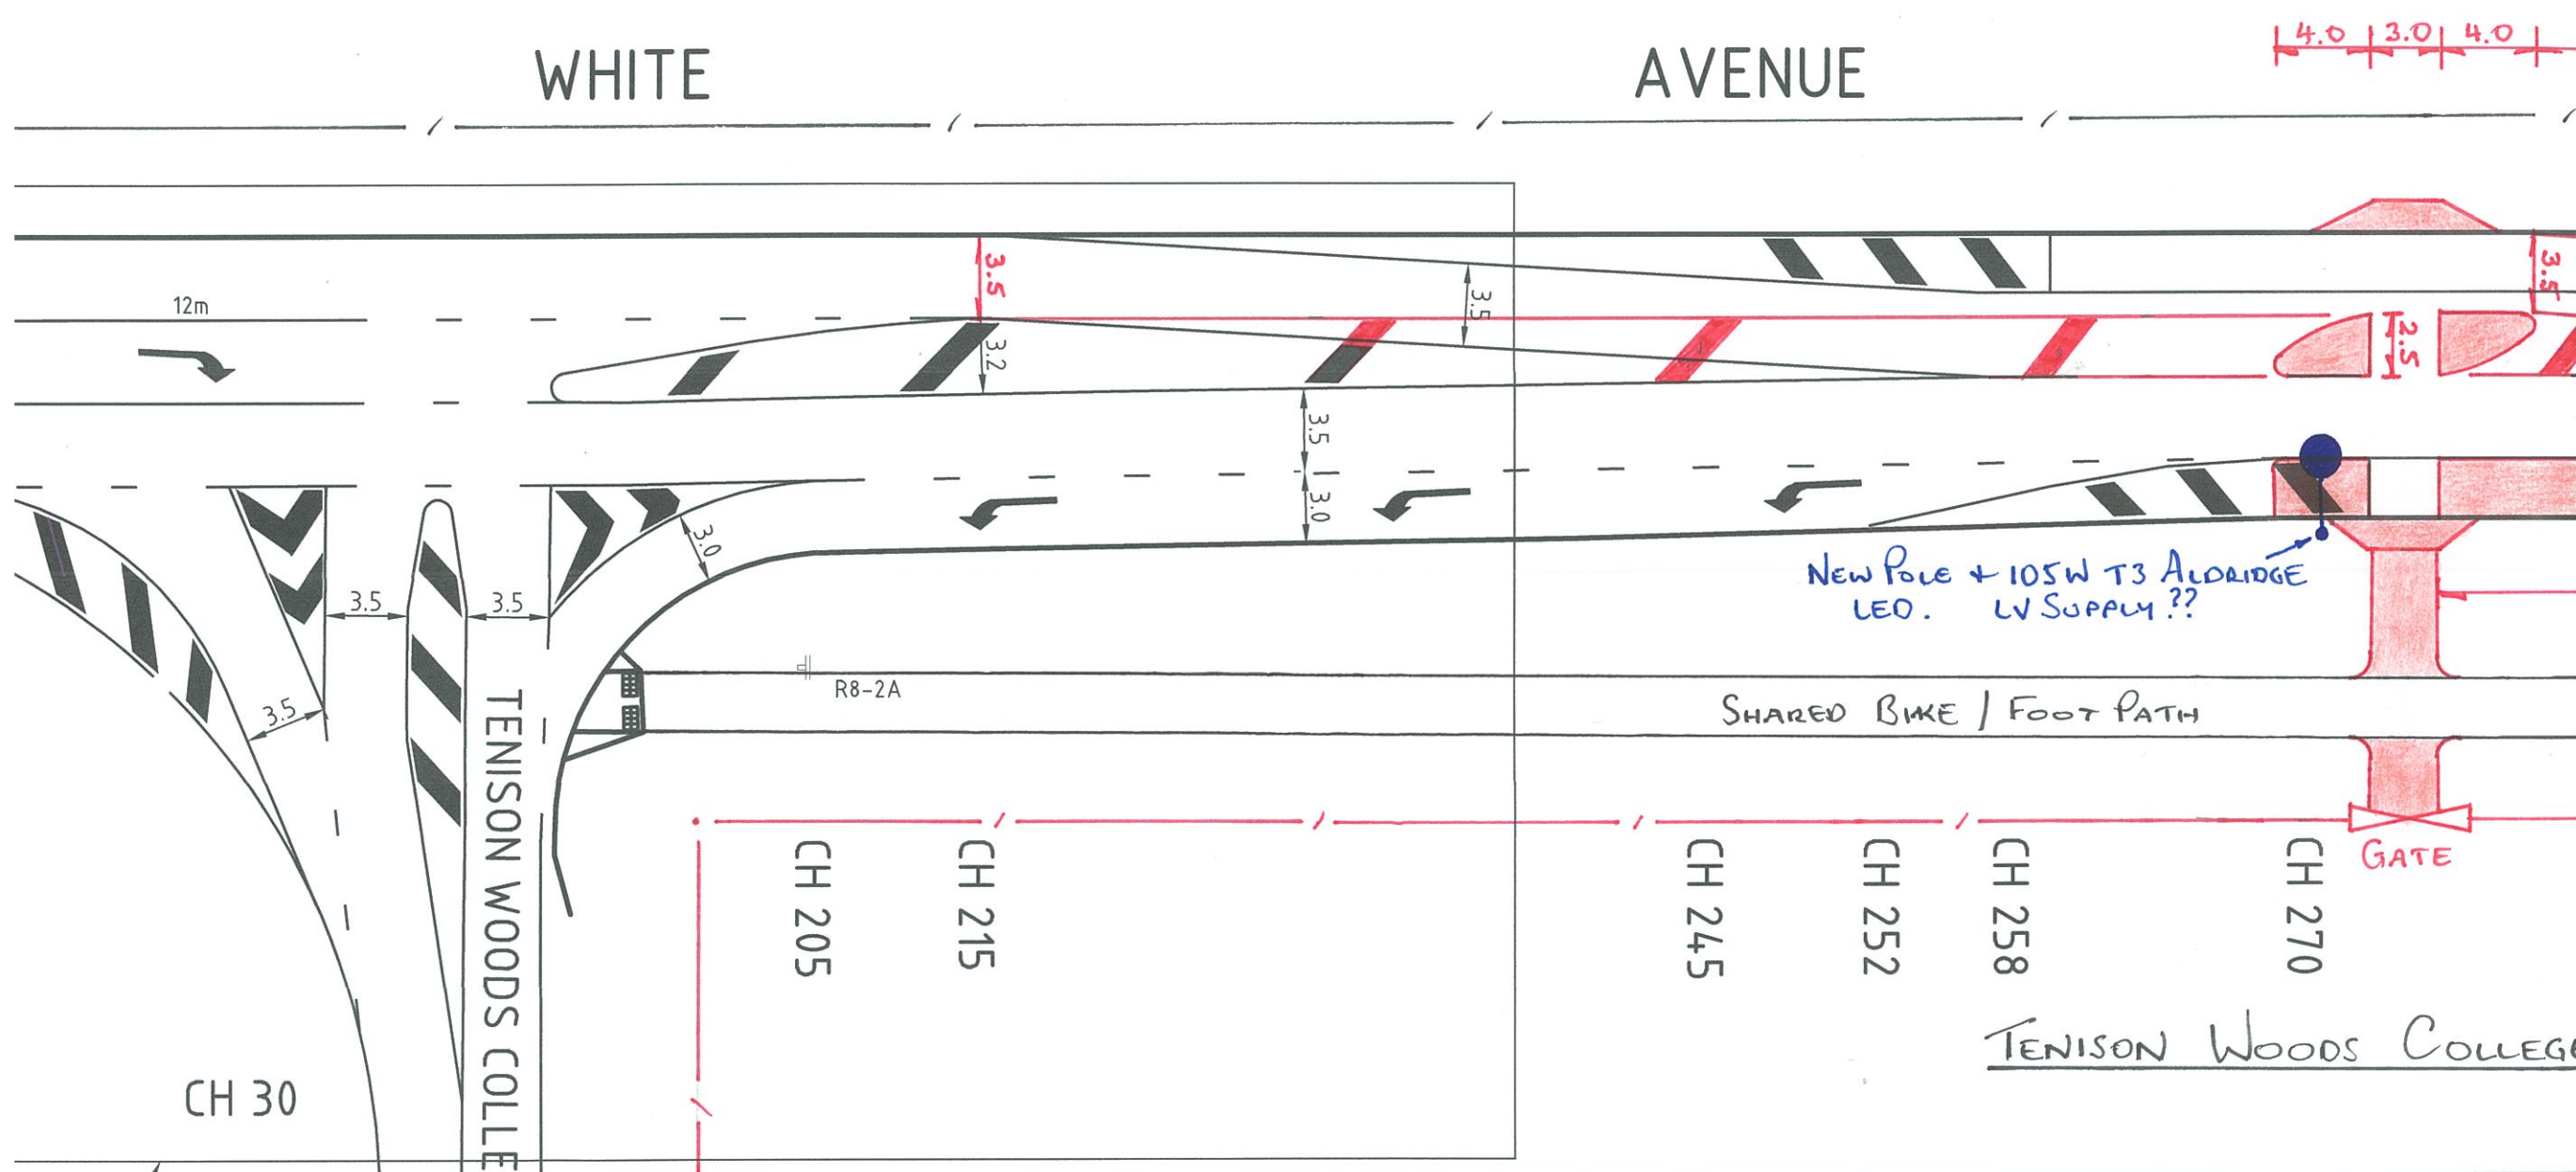 4.0 3.0 4.0
WHITE AVENUE
12m
3.5
3.5
3.5
3.2
2.5
3.5
3.0
3.0
3.5
3.5
3.5
NEW POLE + 105W T3 ALDRIDGE
LED. LV SUPPLY ??
R8-2A
SHARED BIKE / FOOT PATH
TENISON WOODS COLLE
GATE
CH 205
CH 215
CH 245
CH 252
CH 258
CH 270
CH 30
TENISON WOODS COLLEGE